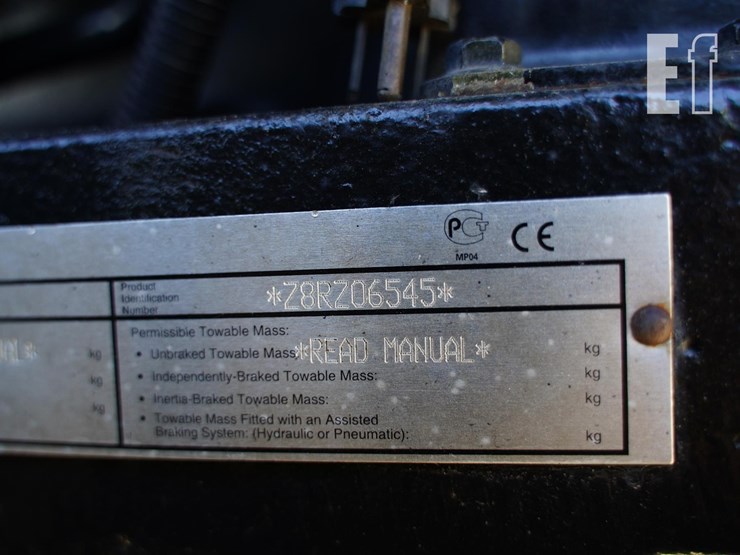 Ef
PCT
MP04
CE
Product
Identification
Number
*Z8RZ06545*
Permissible Towable Mass:
kg
• Unbraked Towable Mass:
*READ MANUAL*
kg
kg
• Independently-Braked Towable Mass:
kg
kg
• Inertia-Braked Towable Mass:
kg
• Towable Mass Fitted with an Assisted
Braking System: (Hydraulic or Pneumatic):
kg